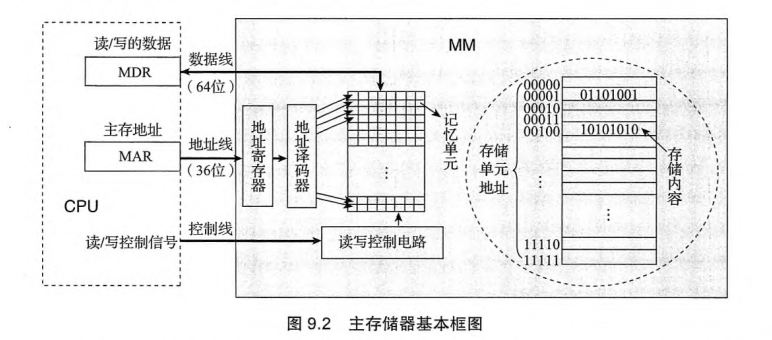 读/写的数据
MDR
数据线
（64位）
主存地址
MAR
地址线
（36位）
CPU
读/写控制信号
控制线
MM
地址寄存器
地址译码器
记忆单元
读写控制电路
存储单元地址
00000
00001
01101001
00010
00011
00100
10101010
11110
11111
存储内容
图 9.2 主存储器基本框图